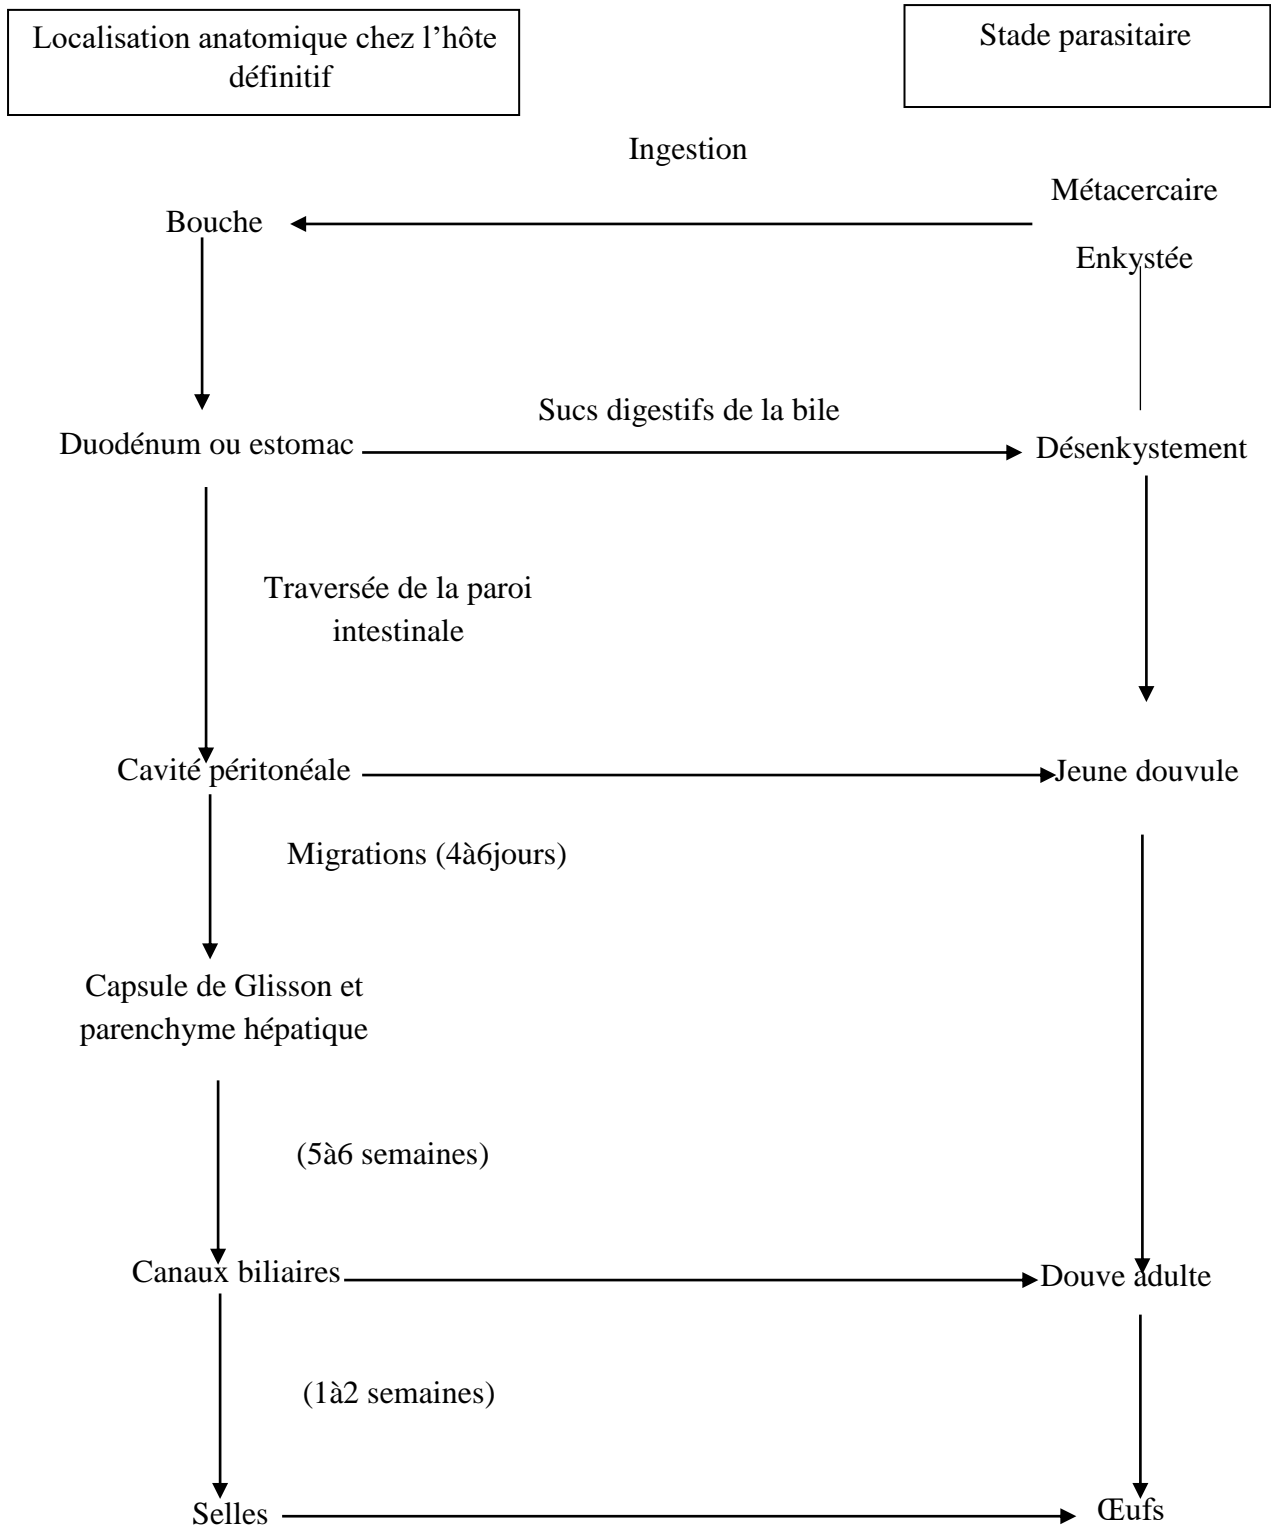 Localisation anatomique chez l’hôte
définitif
Stade parasitaire
Ingestion
Métacercaire
Bouche
Enkystée
Sucs digestifs de la bile
Duodénum ou estomac
Désenkystement
Traversée de la paroi
intestinale
Cavité péritonéale
Jeune douvule
Migrations (4à6jours)
Capsule de Glisson et
parenchyme hépatique
(5à6 semaines)
Canaux biliaires
Douve adulte
(1à2 semaines)
Selles
Œufs